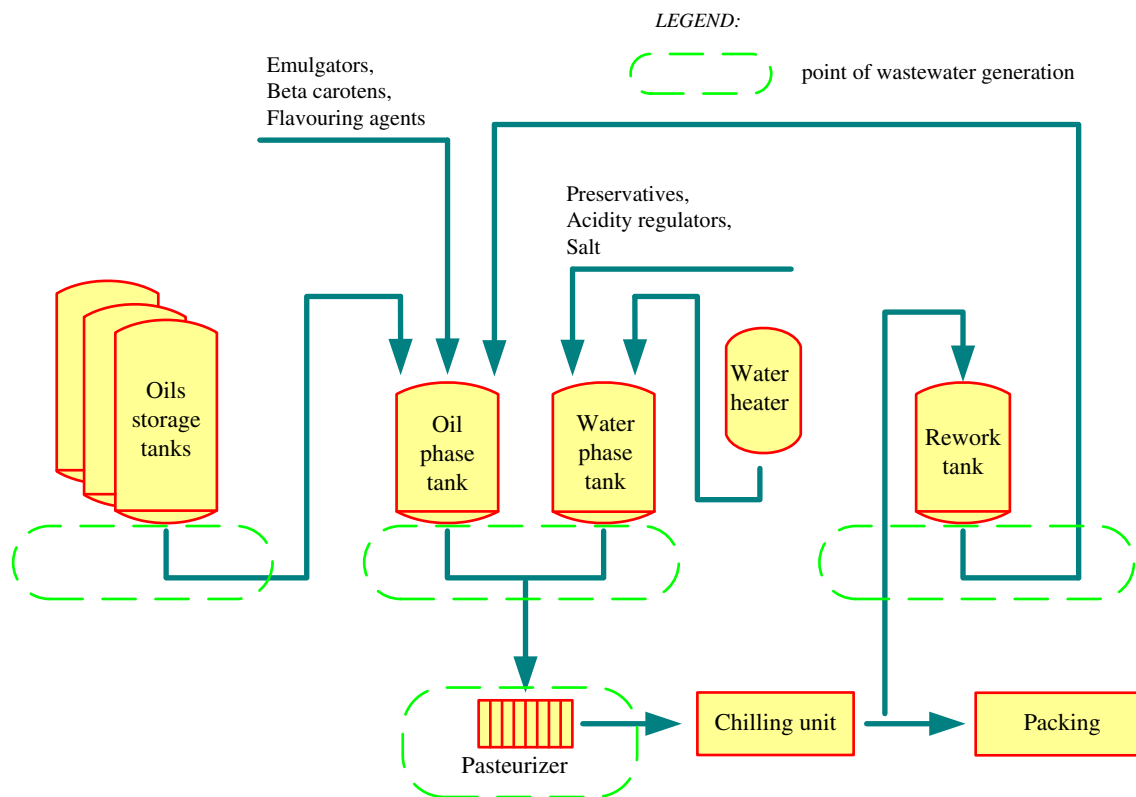 LEGEND:
point of wastewater generation
Emulgators,
Beta carotens,
Flavouring agents
Preservatives,
Acidity regulators,
Salt
Oils
storage
tanks
Oil
phase
tank
Water
phase
tank
Water
heater
Rework
tank
Pasteurizer
Chilling unit
Packing